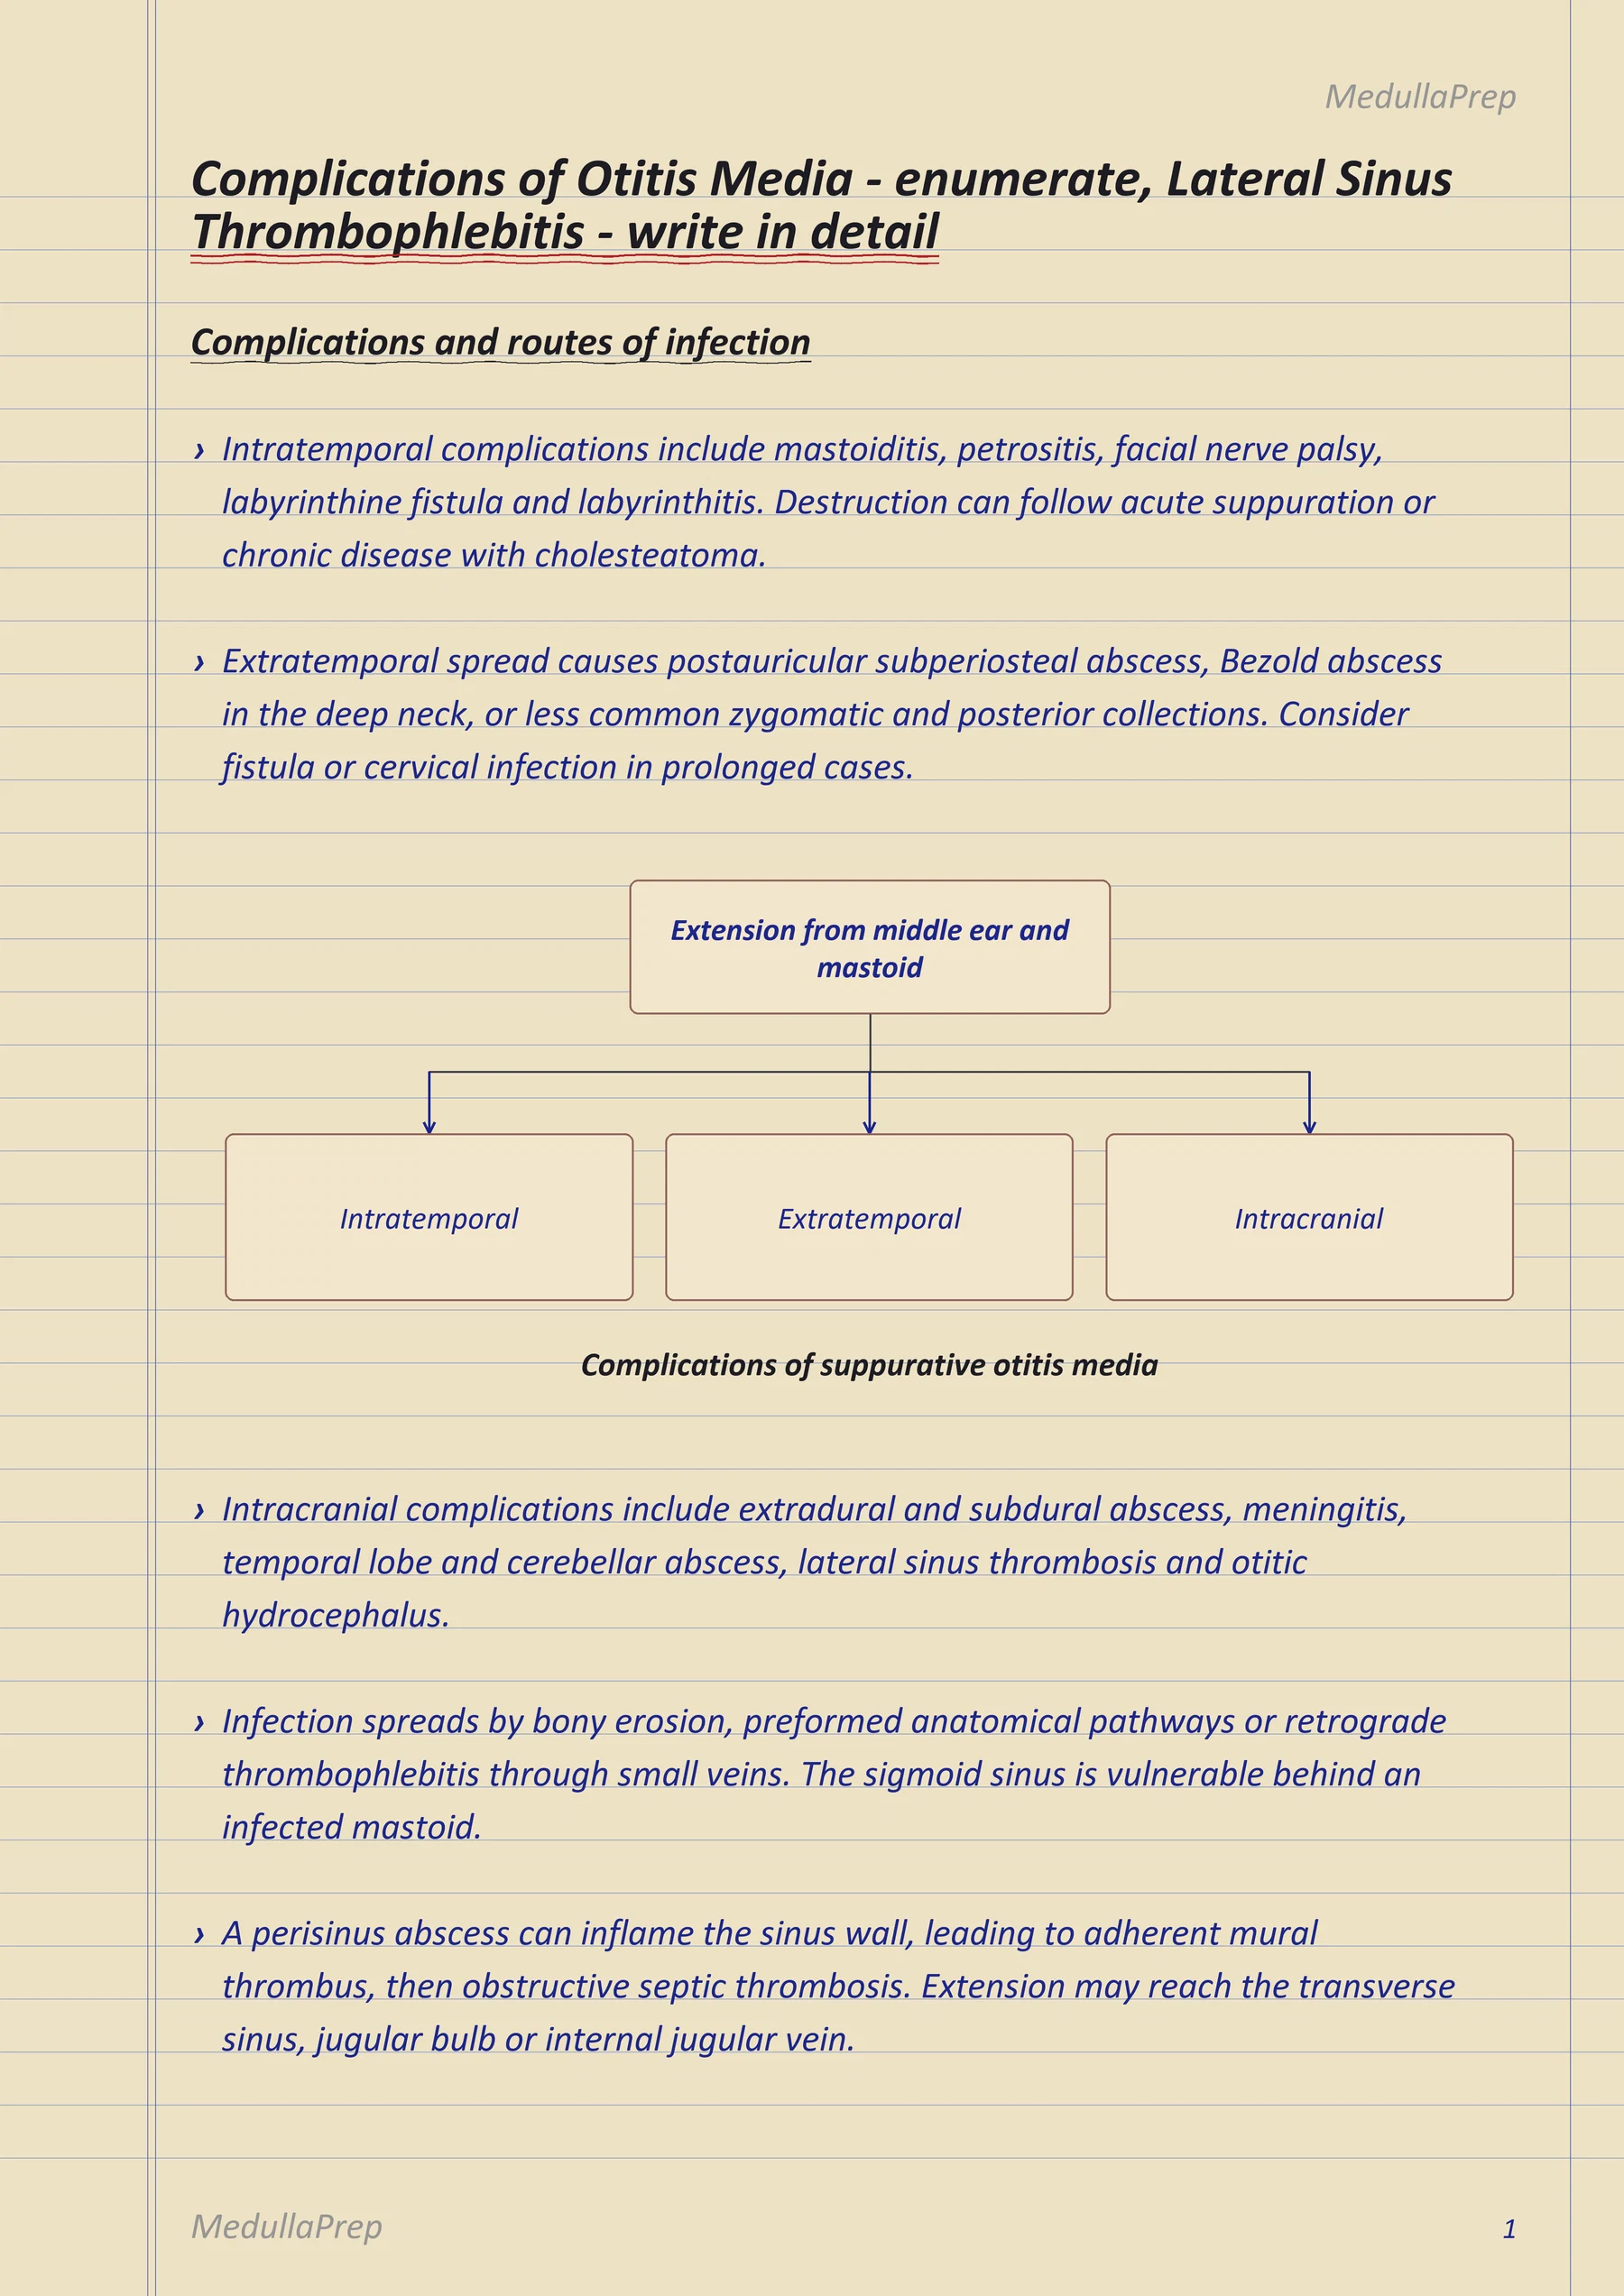 MedullaPrep
Complications of Otitis Media - enumerate, Lateral Sinus
Thrombophlebitis - write in detail
Complications and routes of infection
› Intratemporal complications include mastoiditis, petrositis, facial nerve palsy,
labyrinthine fistula and labyrinthitis. Destruction can follow acute suppuration or
chronic disease with cholesteatoma.
› Extratemporal spread causes postauricular subperiosteal abscess, Bezold abscess
in the deep neck, or less common zygomatic and posterior collections. Consider
fistula or cervical infection in prolonged cases.
Extension from middle ear and
mastoid
Intratemporal
Extratemporal
Intracranial
Complications of suppurative otitis media
› Intracranial complications include extradural and subdural abscess, meningitis,
temporal lobe and cerebellar abscess, lateral sinus thrombosis and otitic
hydrocephalus.
› Infection spreads by bony erosion, preformed anatomical pathways or retrograde
thrombophlebitis through small veins. The sigmoid sinus is vulnerable behind an
infected mastoid.
› A perisinus abscess can inflame the sinus wall, leading to adherent mural
thrombus, then obstructive septic thrombosis. Extension may reach the transverse
sinus, jugular bulb or internal jugular vein.
MedullaPrep
1